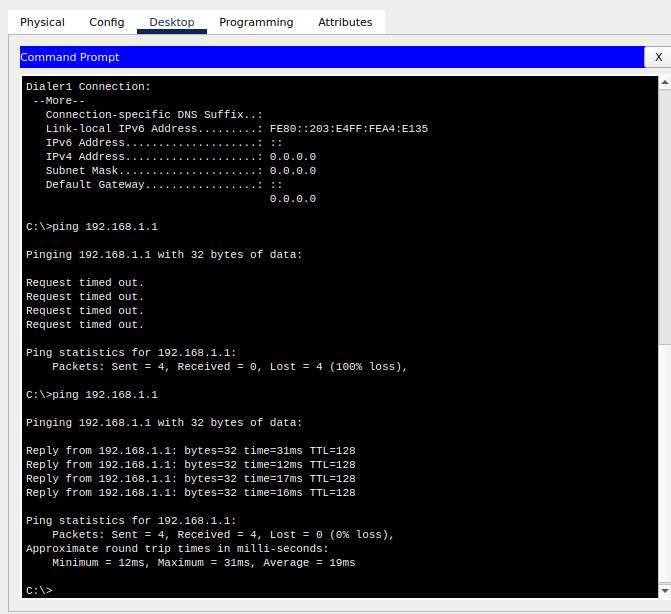 Physical Config Desktop Programming Attributes
Command Prompt X
Dialer1 Connection:
--More--
Connection-specific DNS Suffix..:
Link-local IPv6 Address.........: FE80::203:E4FF:FEA4:E135
IPv6 Address....................: ::
IPv4 Address....................: 0.0.0.0
Subnet Mask.....................: 0.0.0.0
Default Gateway.................: ::
0.0.0.0
C:\>ping 192.168.1.1
Pinging 192.168.1.1 with 32 bytes of data:
Request timed out.
Request timed out.
Request timed out.
Request timed out.
Ping statistics for 192.168.1.1:
Packets: Sent = 4, Received = 0, Lost = 4 (100% loss),
C:\>ping 192.168.1.1
Pinging 192.168.1.1 with 32 bytes of data:
Reply from 192.168.1.1: bytes=32 time=31ms TTL=128
Reply from 192.168.1.1: bytes=32 time=12ms TTL=128
Reply from 192.168.1.1: bytes=32 time=17ms TTL=128
Reply from 192.168.1.1: bytes=32 time=16ms TTL=128
Ping statistics for 192.168.1.1:
Packets: Sent = 4, Received = 4, Lost = 0 (0% loss),
Approximate round trip times in milli-seconds:
Minimum = 12ms, Maximum = 31ms, Average = 19ms
C:\>